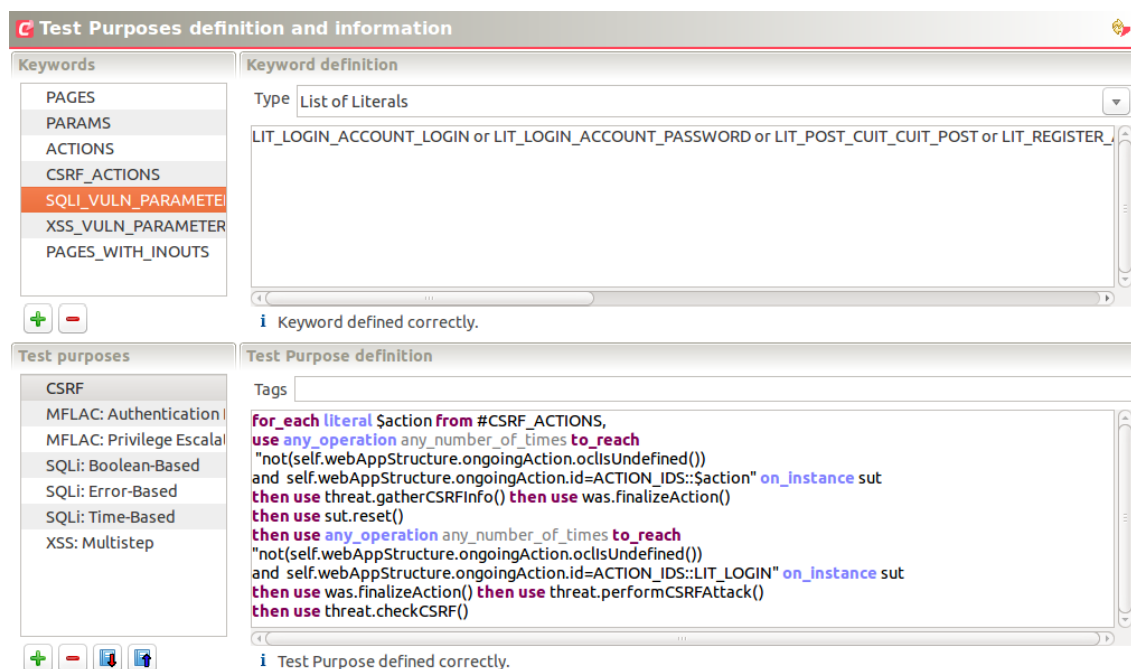 Test Purposes definition and information
Keywords
Keyword definition
PAGES
PARAMS
ACTIONS
CSRF_ACTIONS
SQLI_VULN_PARAMETE
XSS_VULN_PARAMETER
PAGES_WITH_INOUTS
Type List of Literals
LIT_LOGIN_ACCOUNT_LOGIN or LIT_LOGIN_ACCOUNT_PASSWORD or LIT_POST_CUIT_CUIT_POST or LIT_REGISTER_
i Keyword defined correctly.
Test purposes
Test Purpose definition
CSRF
MFLAC: Authentication
MFLAC: Privilege Escala
SQLi: Boolean-Based
SQLi: Error-Based
SQLi: Time-Based
XSS: Multistep
Tags
for_each literal $action from #CSRF_ACTIONS,
use any_operation any_number_of_times to_reach
"not(self.webAppStructure.ongoingAction.oclIsUndefined())
and self.webAppStructure.ongoingAction.id=ACTION_IDS::$action" on_instance sut
then use threat.gatherCSRFInfo() then use was.finalizeAction()
then use sut.reset()
then use any_operation any_number_of_times to_reach
"not(self.webAppStructure.ongoingAction.oclIsUndefined())
and self.webAppStructure.ongoingAction.id=ACTION_IDS::LIT_LOGIN" on_instance sut
then use was.finalizeAction() then use threat.performCSRFAttack()
then use threat.checkCSRF()
i Test Purpose defined correctly.